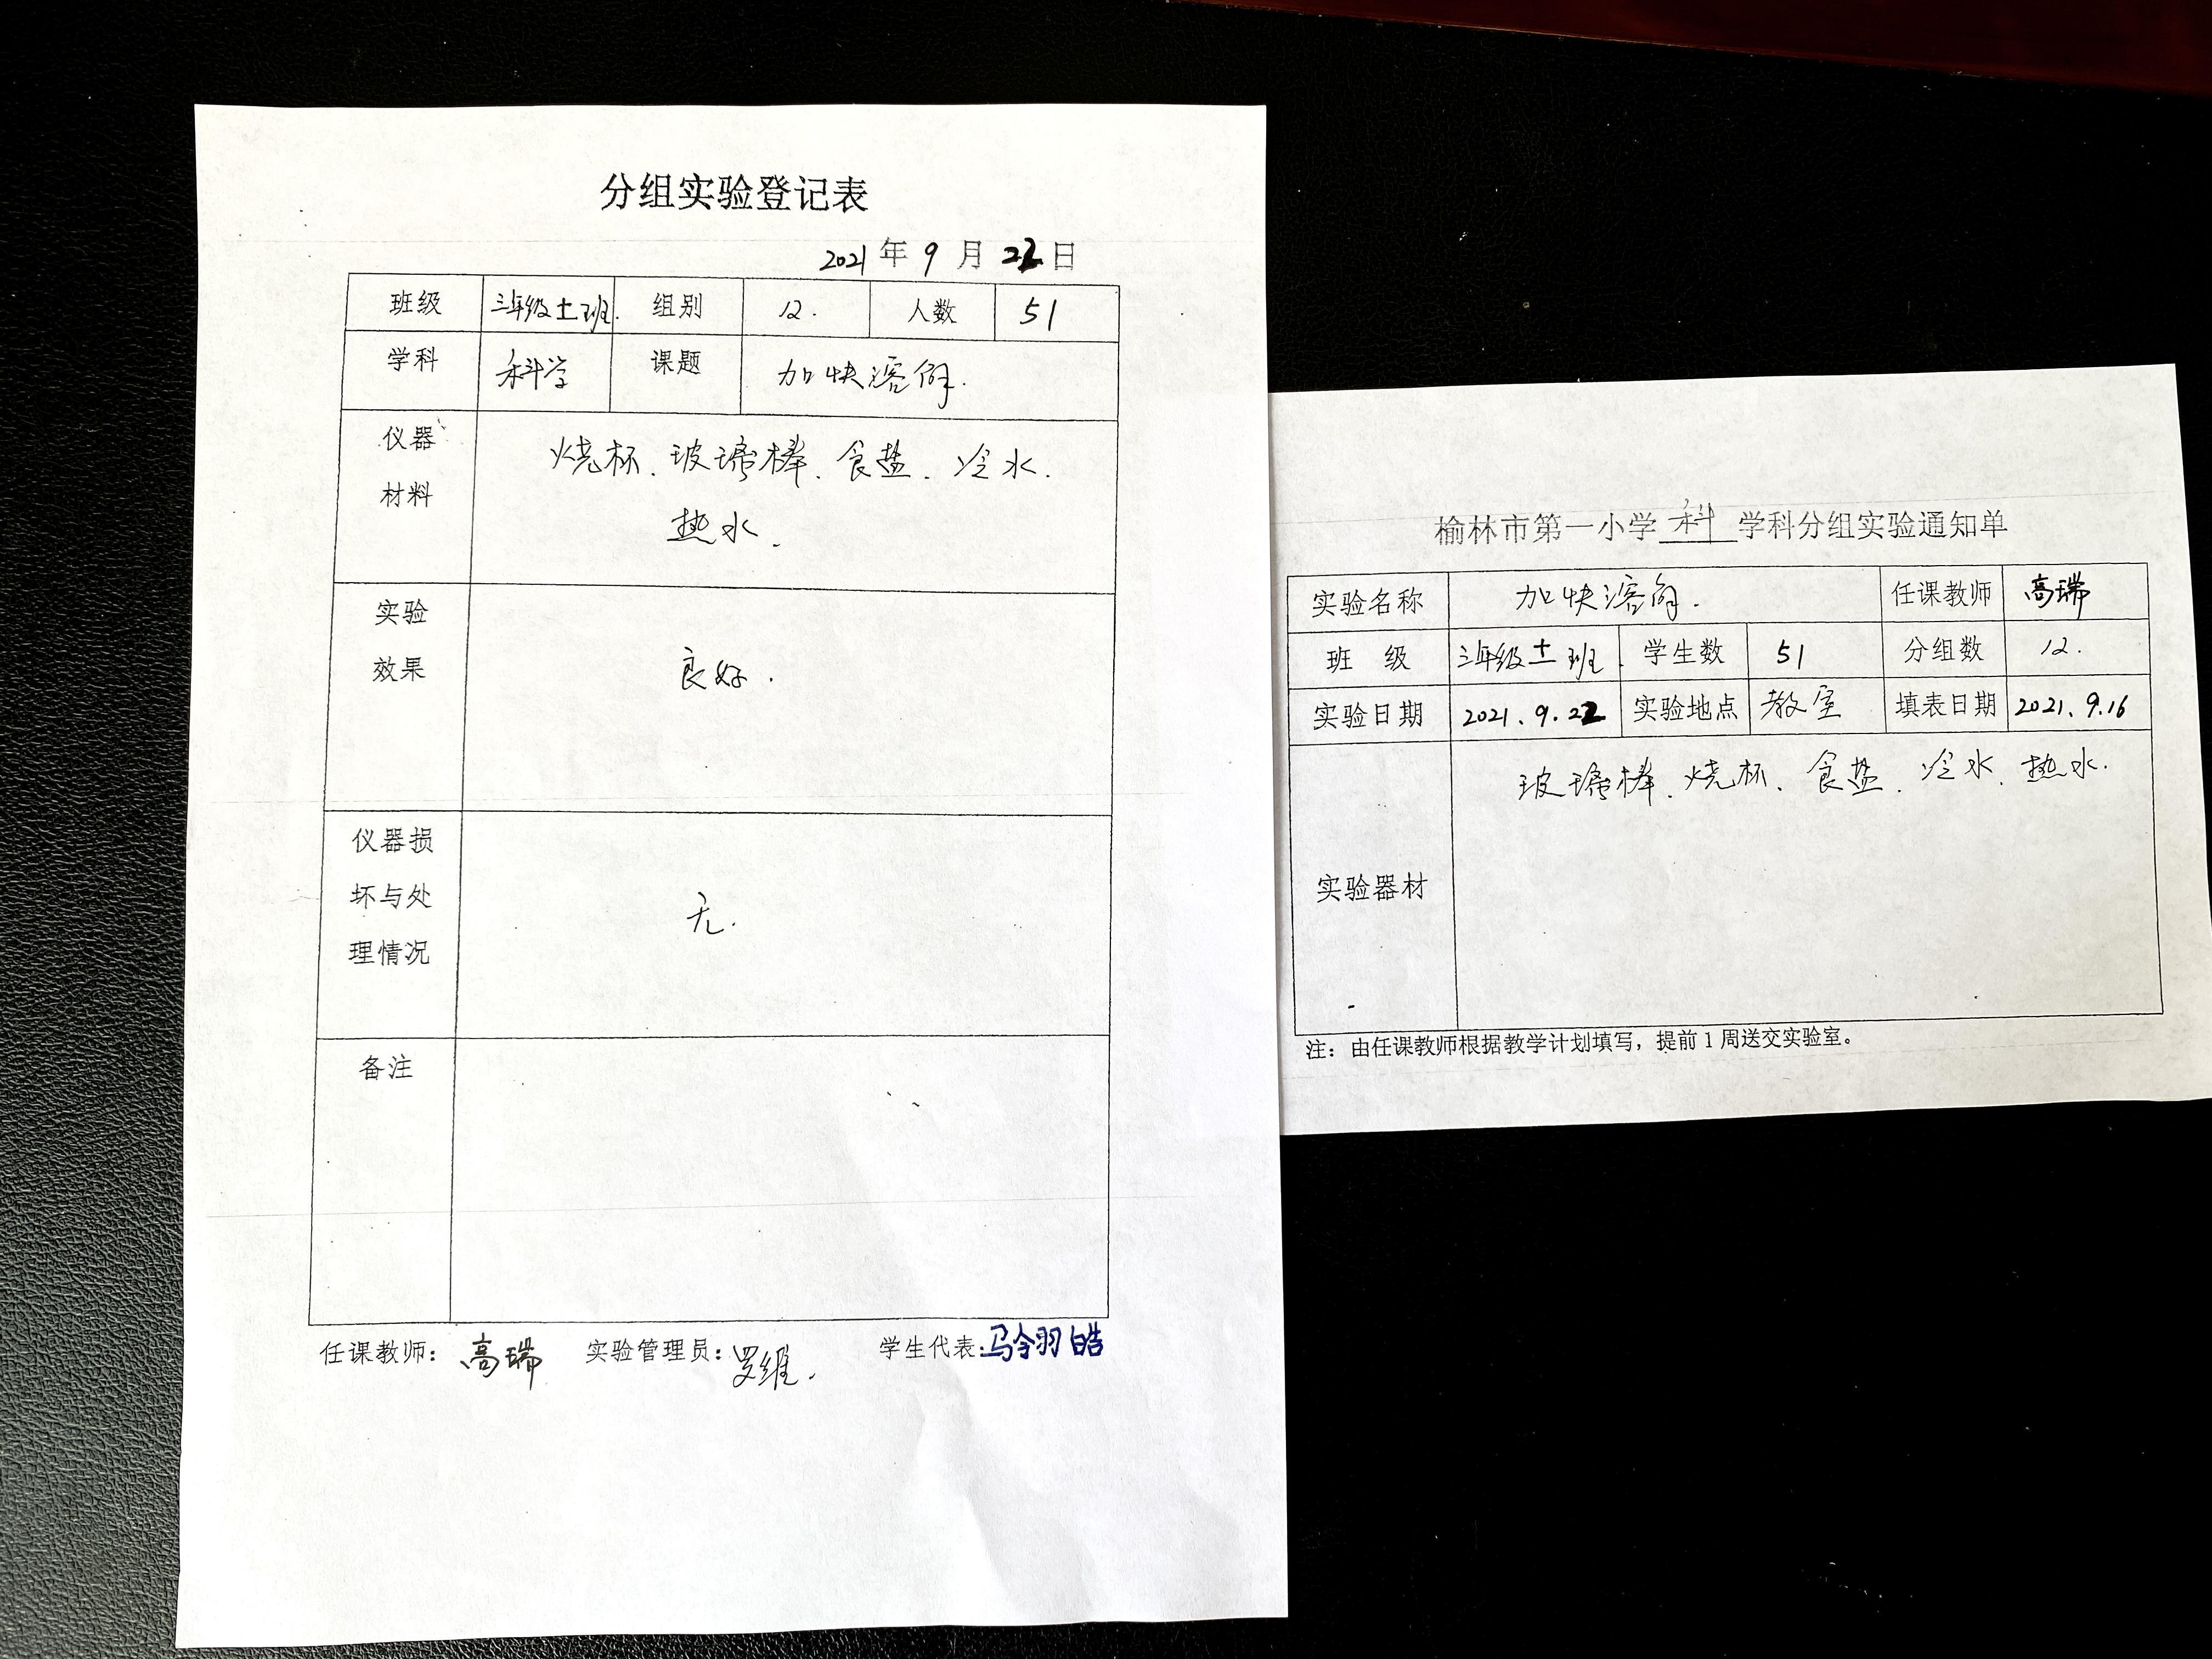 分组实验登记表
2021 年 9 月 22 日
班级 三年级十一班. 组别 12. 人数 51
学科 科学 课题 加快溶解.
仪器材料 烧杯、玻璃棒、食盐、冷水、
热水.
实验效果 良好.
仪器损坏与处理情况 无.
备注
任课教师: 高瑞 实验管理员: 罗维. 学生代表: 马令羽皓
榆林市第一小学 科 学科分组实验通知单
实验名称 加快溶解. 任课教师 高瑞
班 级 三年级十一班. 学生数 51 分组数 12.
实验日期 2021.9.22 实验地点 教室 填表日期 2021.9.16
实验器材 玻璃棒、烧杯、食盐、冷水、热水.
注：由任课教师根据教学计划填写，提前1周送交实验室。